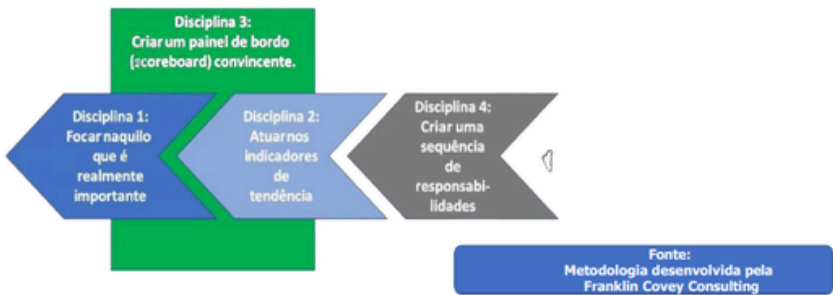 Disciplina 3:
Criar um painel de bordo
(scoreboard) convincente.
Disciplina 1:
Focar naquilo
que é
realmente
importante
Disciplina 2:
Atuar nos
indicadores
de
tendência
Disciplina 4:
Criar uma
sequência
de
responsabi-
lidades
Fonte:
Metodologia desenvolvida pela
Franklin Covey Consulting